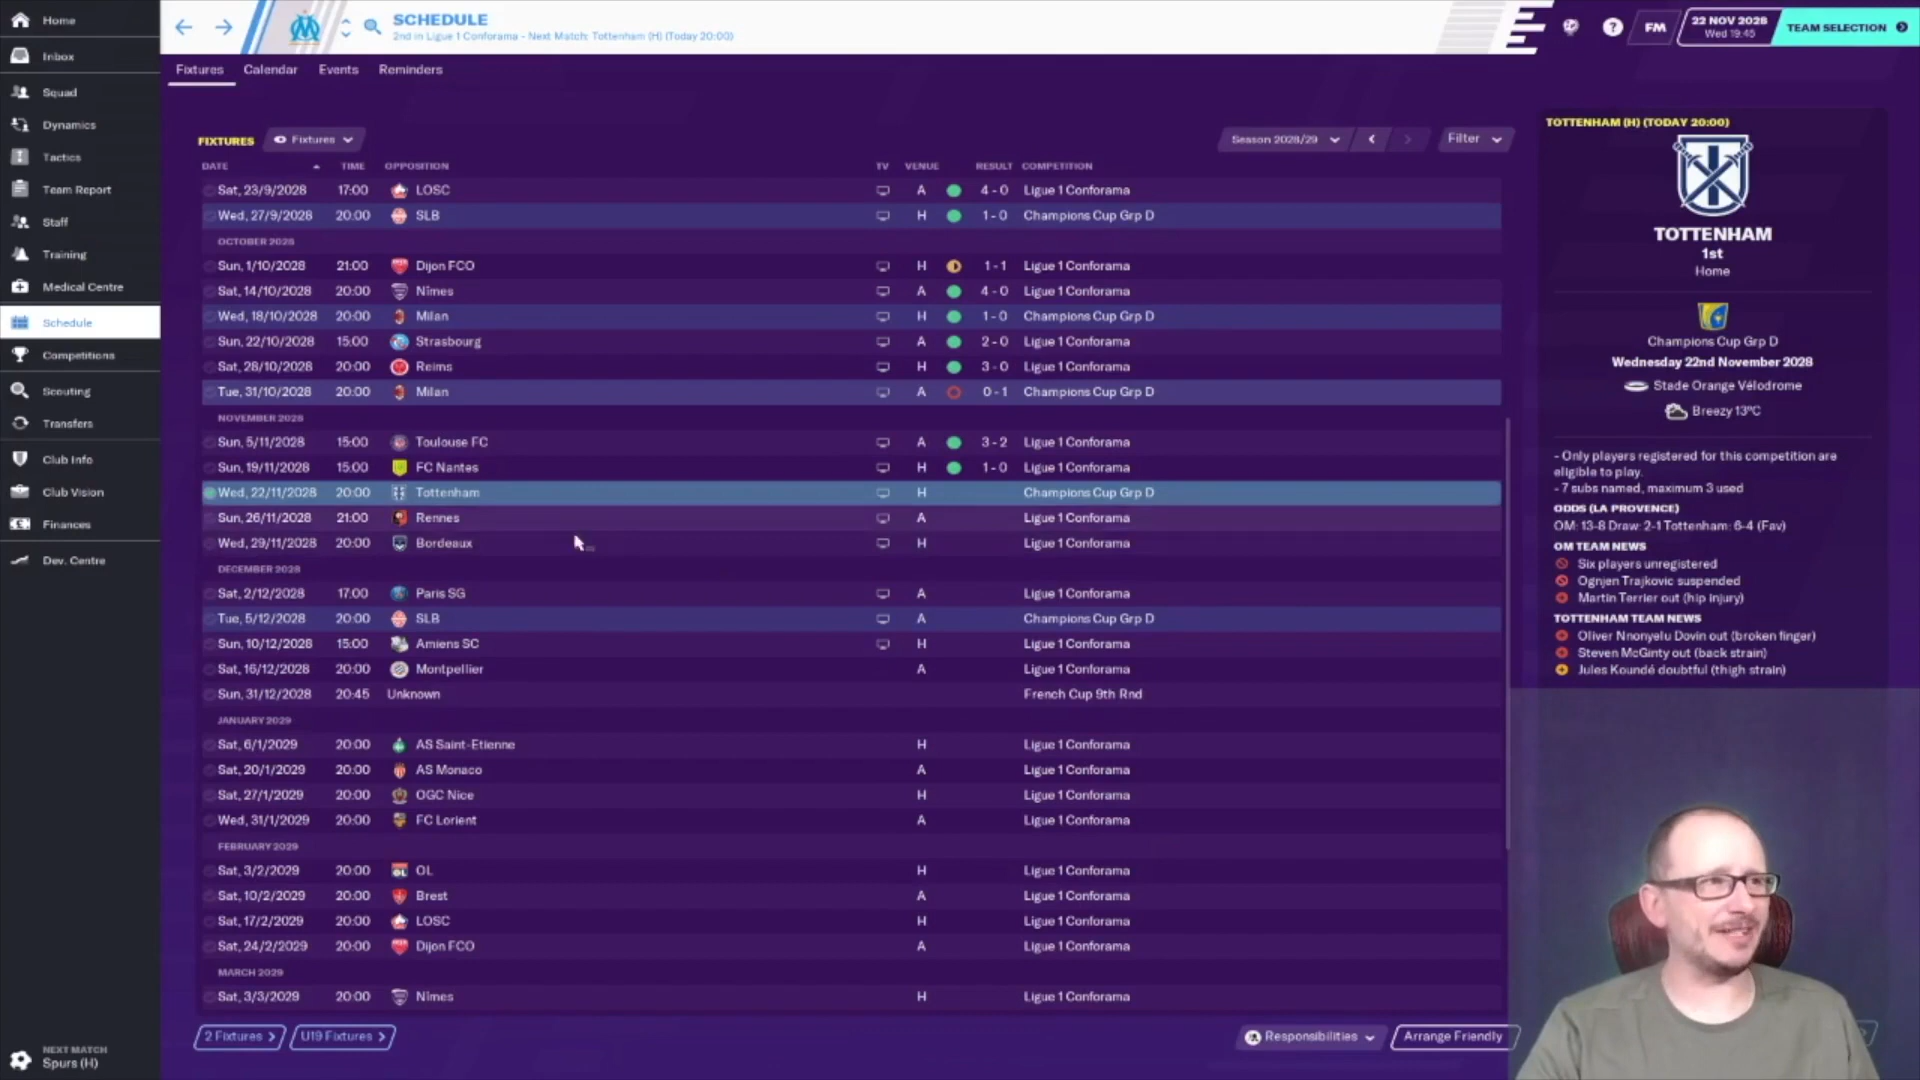 Home
Inbox
Squad
Dynamics
Tactics
Team Report
Staff
Training
Medical Centre
Schedule
Competitions
Scouting
Transfers
Club Info
Club Vision
Finances
Dev. Centre
NEXT MATCH
Spurs (H)
SCHEDULE
2nd in Ligue 1 Conforama - Next Match: Tottenham (H) (Today 20:00)
FM
22 NOV 2028
Wed 19:45
TEAM SELECTION
Fixtures Calendar Events Reminders
FIXTURES Fixtures Season 2028/29 Filter
DATE TIME OPPOSITION TV VENUE RESULT COMPETITION
Sat, 23/9/2028 17:00 LOSC A 4 - 0 Ligue 1 Conforama
Wed, 27/9/2028 20:00 SLB H 1 - 0 Champions Cup Grp D
OCTOBER 2028
Sun, 1/10/2028 21:00 Dijon FCO H 1 - 1 Ligue 1 Conforama
Sat, 14/10/2028 20:00 Nîmes A 4 - 0 Ligue 1 Conforama
Wed, 18/10/2028 20:00 Milan H 1 - 0 Champions Cup Grp D
Sun, 22/10/2028 15:00 Strasbourg A 2 - 0 Ligue 1 Conforama
Sat, 28/10/2028 20:00 Reims H 3 - 0 Ligue 1 Conforama
Tue, 31/10/2028 20:00 Milan A 0 - 1 Champions Cup Grp D
NOVEMBER 2028
Sun, 5/11/2028 15:00 Toulouse FC A 3 - 2 Ligue 1 Conforama
Sun, 19/11/2028 15:00 FC Nantes H 1 - 0 Ligue 1 Conforama
Wed, 22/11/2028 20:00 Tottenham H Champions Cup Grp D
Sun, 26/11/2028 21:00 Rennes A Ligue 1 Conforama
Wed, 29/11/2028 20:00 Bordeaux H Ligue 1 Conforama
DECEMBER 2028
Sat, 2/12/2028 17:00 Paris SG A Ligue 1 Conforama
Tue, 5/12/2028 20:00 SLB A Champions Cup Grp D
Sun, 10/12/2028 15:00 Amiens SC H Ligue 1 Conforama
Sat, 16/12/2028 20:00 Montpellier A Ligue 1 Conforama
Sun, 31/12/2028 20:45 Unknown French Cup 9th Rnd
JANUARY 2029
Sat, 6/1/2029 20:00 AS Saint-Etienne H Ligue 1 Conforama
Sat, 20/1/2029 20:00 AS Monaco A Ligue 1 Conforama
Sat, 27/1/2029 20:00 OGC Nice H Ligue 1 Conforama
Wed, 31/1/2029 20:00 FC Lorient A Ligue 1 Conforama
FEBRUARY 2029
Sat, 3/2/2029 20:00 OL H Ligue 1 Conforama
Sat, 10/2/2029 20:00 Brest A Ligue 1 Conforama
Sat, 17/2/2029 20:00 LOSC H Ligue 1 Conforama
Sat, 24/2/2029 20:00 Dijon FCO A Ligue 1 Conforama
MARCH 2029
Sat, 3/3/2029 20:00 Nîmes H Ligue 1 Conforama
2 Fixtures U19 Fixtures Responsibilities Arrange Friendly
TOTTENHAM (H) (TODAY 20:00)
TOTTENHAM
1st
Home
Champions Cup Grp D
Wednesday 22nd November 2028
Stade Orange Vélodrome
Breezy 13°C
- Only players registered for this competition are
eligible to play.
- 7 subs named, maximum 3 used
ODDS (LA PROVENCE)
OM: 13-8 Draw: 2-1 Tottenham: 6-4 (Fav)
OM TEAM NEWS
Six players unregistered
Ognjen Trajkovic suspended
Martin Terrier out (hip injury)
TOTTENHAM TEAM NEWS
Oliver Nnonyelu Dovin out (broken finger)
Steven McGinty out (back strain)
Jules Koundé doubtful (thigh strain)